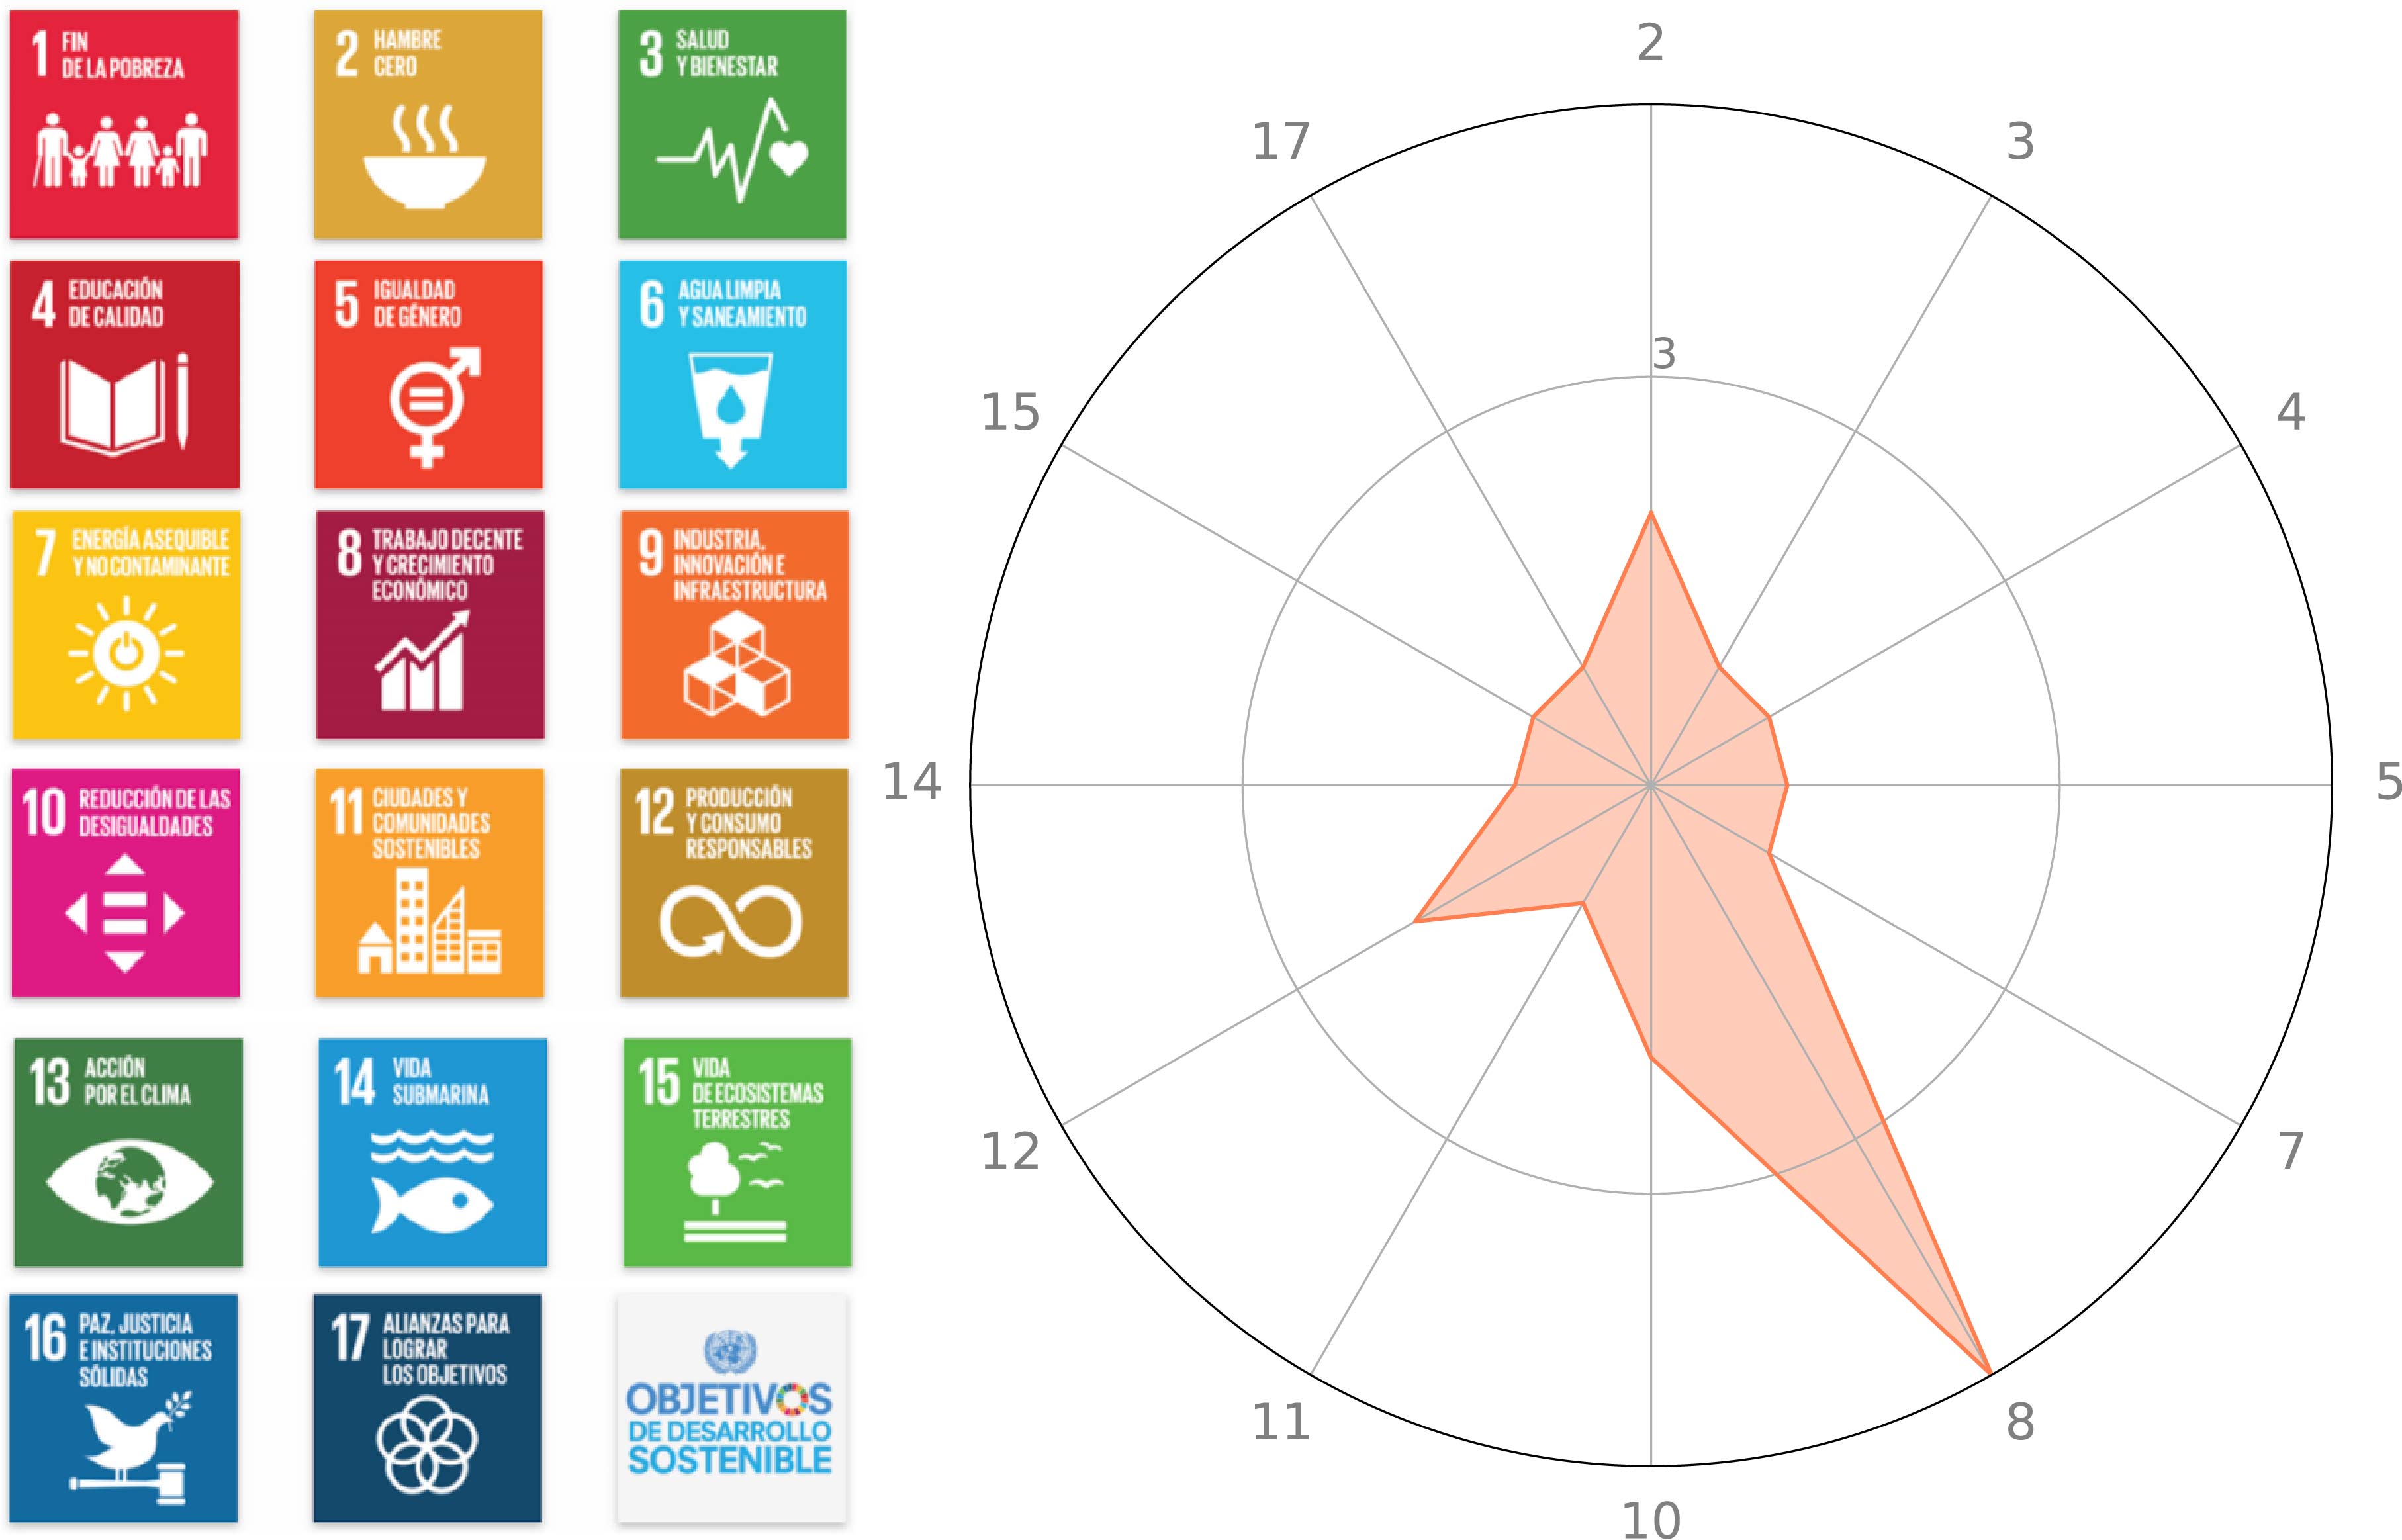 1 FIN
DE LA POBREZA
2 HAMBRE
CERO
3 SALUD
Y BIENESTAR
4 EDUCACIÓN
DE CALIDAD
5 IGUALDAD
DE GÉNERO
6 AGUA LIMPIA
Y SANEAMIENTO
7 ENERGÍA ASEQUIBLE
Y NO CONTAMINANTE
8 TRABAJO DECENTE
Y CRECIMIENTO
ECONÓMICO
9 INDUSTRIA,
INNOVACIÓN E
INFRAESTRUCTURA
10 REDUCCIÓN DE LAS
DESIGUALDADES
11 CIUDADES Y
COMUNIDADES
SOSTENIBLES
12 PRODUCCIÓN
Y CONSUMO
RESPONSABLES
13 ACCIÓN
POR EL CLIMA
14 VIDA
SUBMARINA
15 VIDA
DE ECOSISTEMAS
TERRESTRES
16 PAZ, JUSTICIA
E INSTITUCIONES
SÓLIDAS
17 ALIANZAS PARA
LOGRAR
LOS OBJETIVOS
OBJETIVOS
DE DESARROLLO
SOSTENIBLE
2
3
4
5
7
8
10
11
12
14
15
17
3